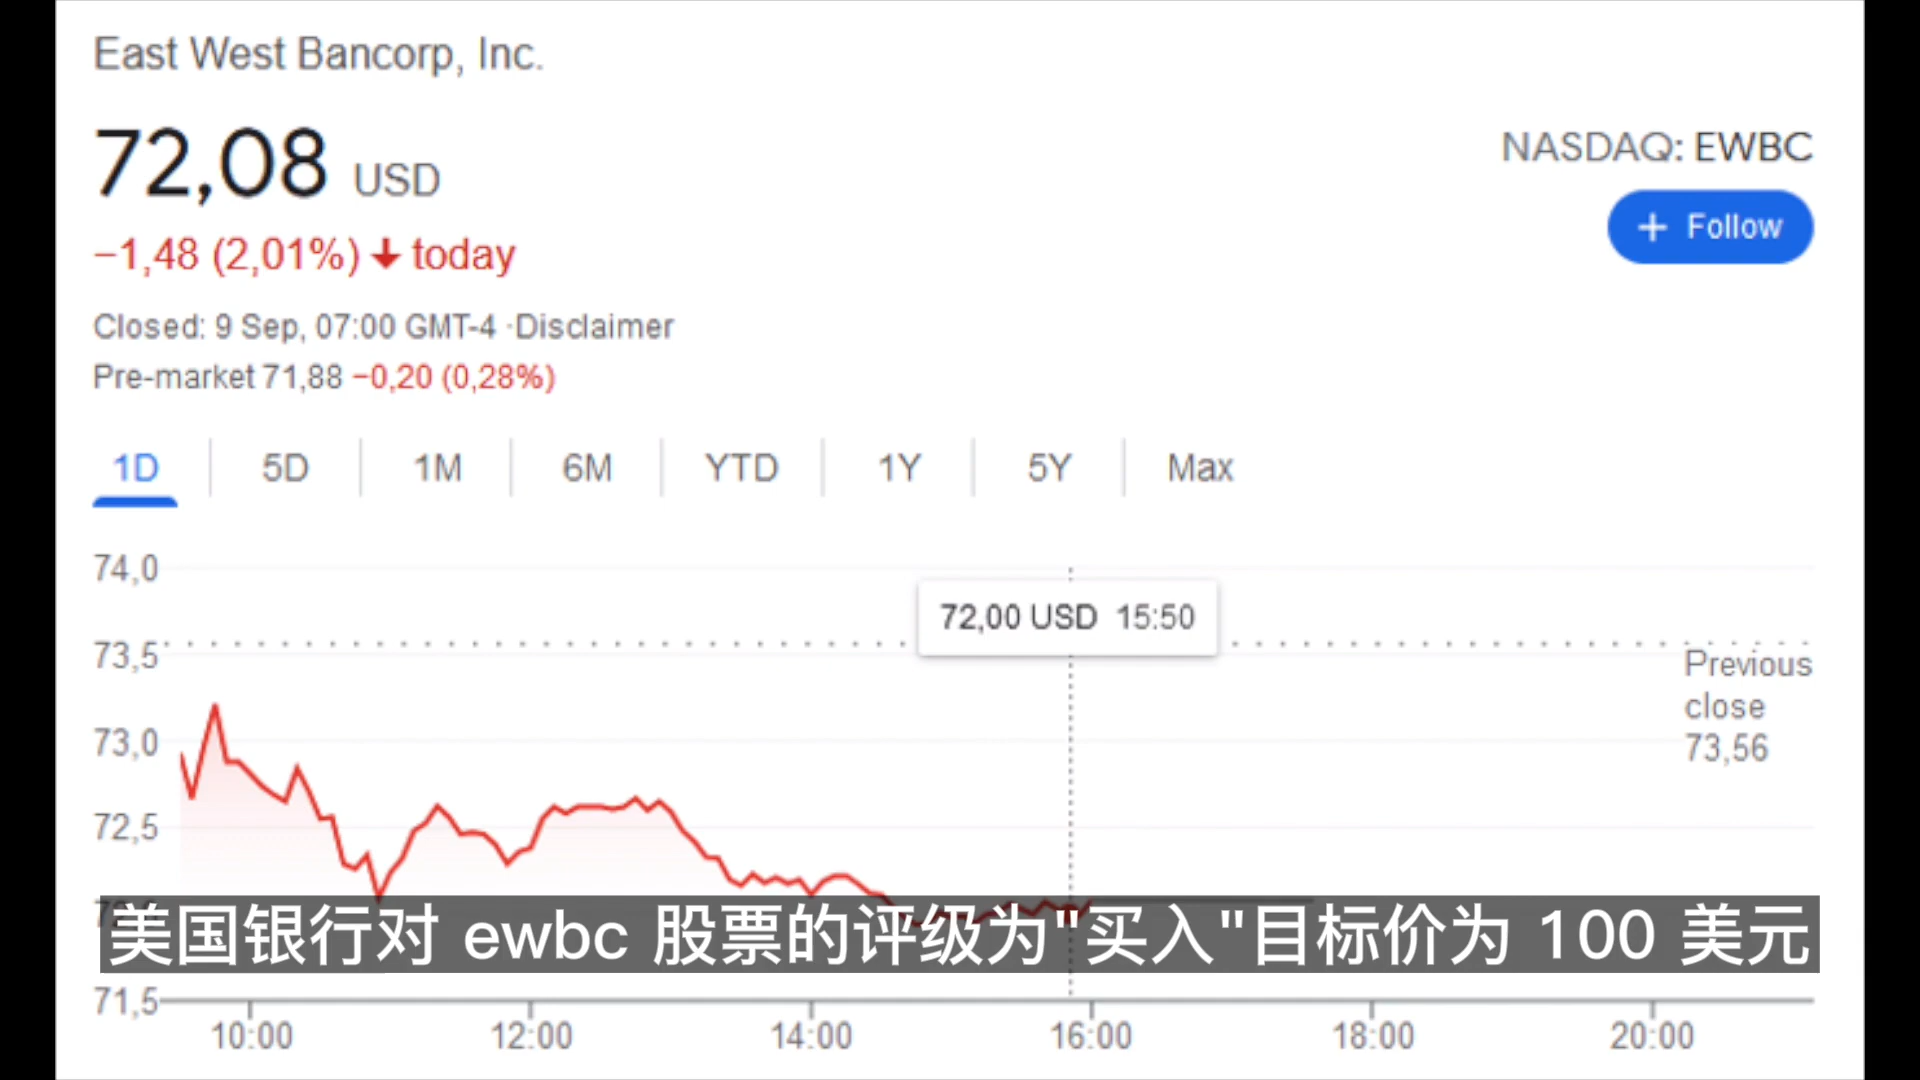 East West Bancorp, Inc.
72,08 USD
NASDAQ: EWBC
+ Follow
−1,48 (2,01%) ↓ today
Closed: 9 Sep, 07:00 GMT-4 ·Disclaimer
Pre-market 71,88 −0,20 (0,28%)
1D 5D 1M 6M YTD 1Y 5Y Max
74,0
72,00 USD 15:50
73,5
Previous
close
73,56
73,0
72,5
美国银行对 ewbc 股票的评级为"买入"目标价为 100 美元
71,5
10:00 12:00 14:00 16:00 18:00 20:00